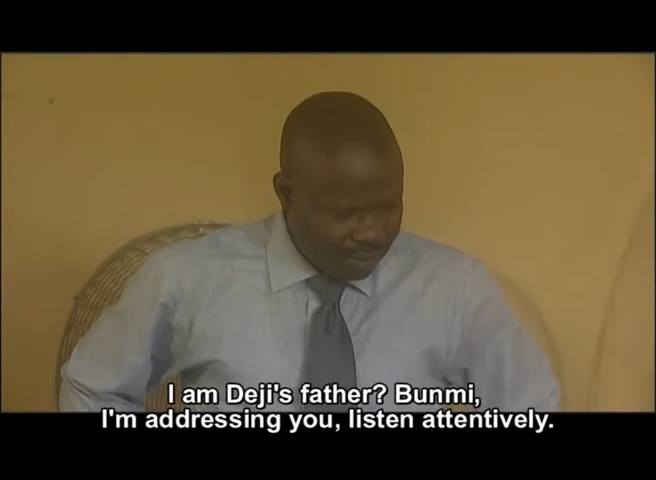 I am Deji's father? Bunmi,
I'm addressing you, listen attentively.